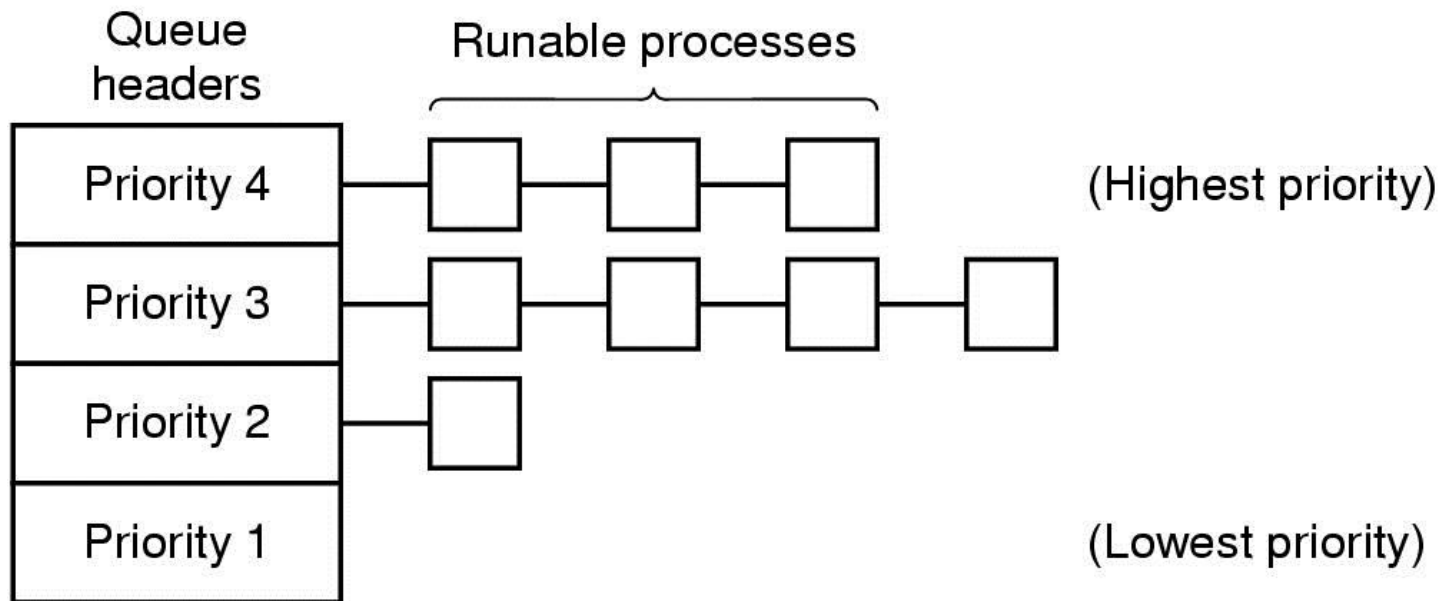 Queue
headers
Runable processes
Priority 4
(Highest priority)
Priority 3
Priority 2
Priority 1
(Lowest priority)